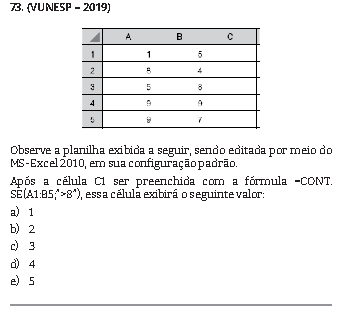 73. (VUNESP – 2019)
A B C
1 1 5
2 8 4
3 5 8
4 9 9
5 9 7
Observe a planilha exibida a seguir, sendo editada por meio do
MS-Excel 2010, em sua configuração padrão.
Após a célula C1 ser preenchida com a fórmula =CONT.
SE(A1:B5;">8"), essa célula exibirá o seguinte valor:
a) 1
b) 2
c) 3
d) 4
e) 5